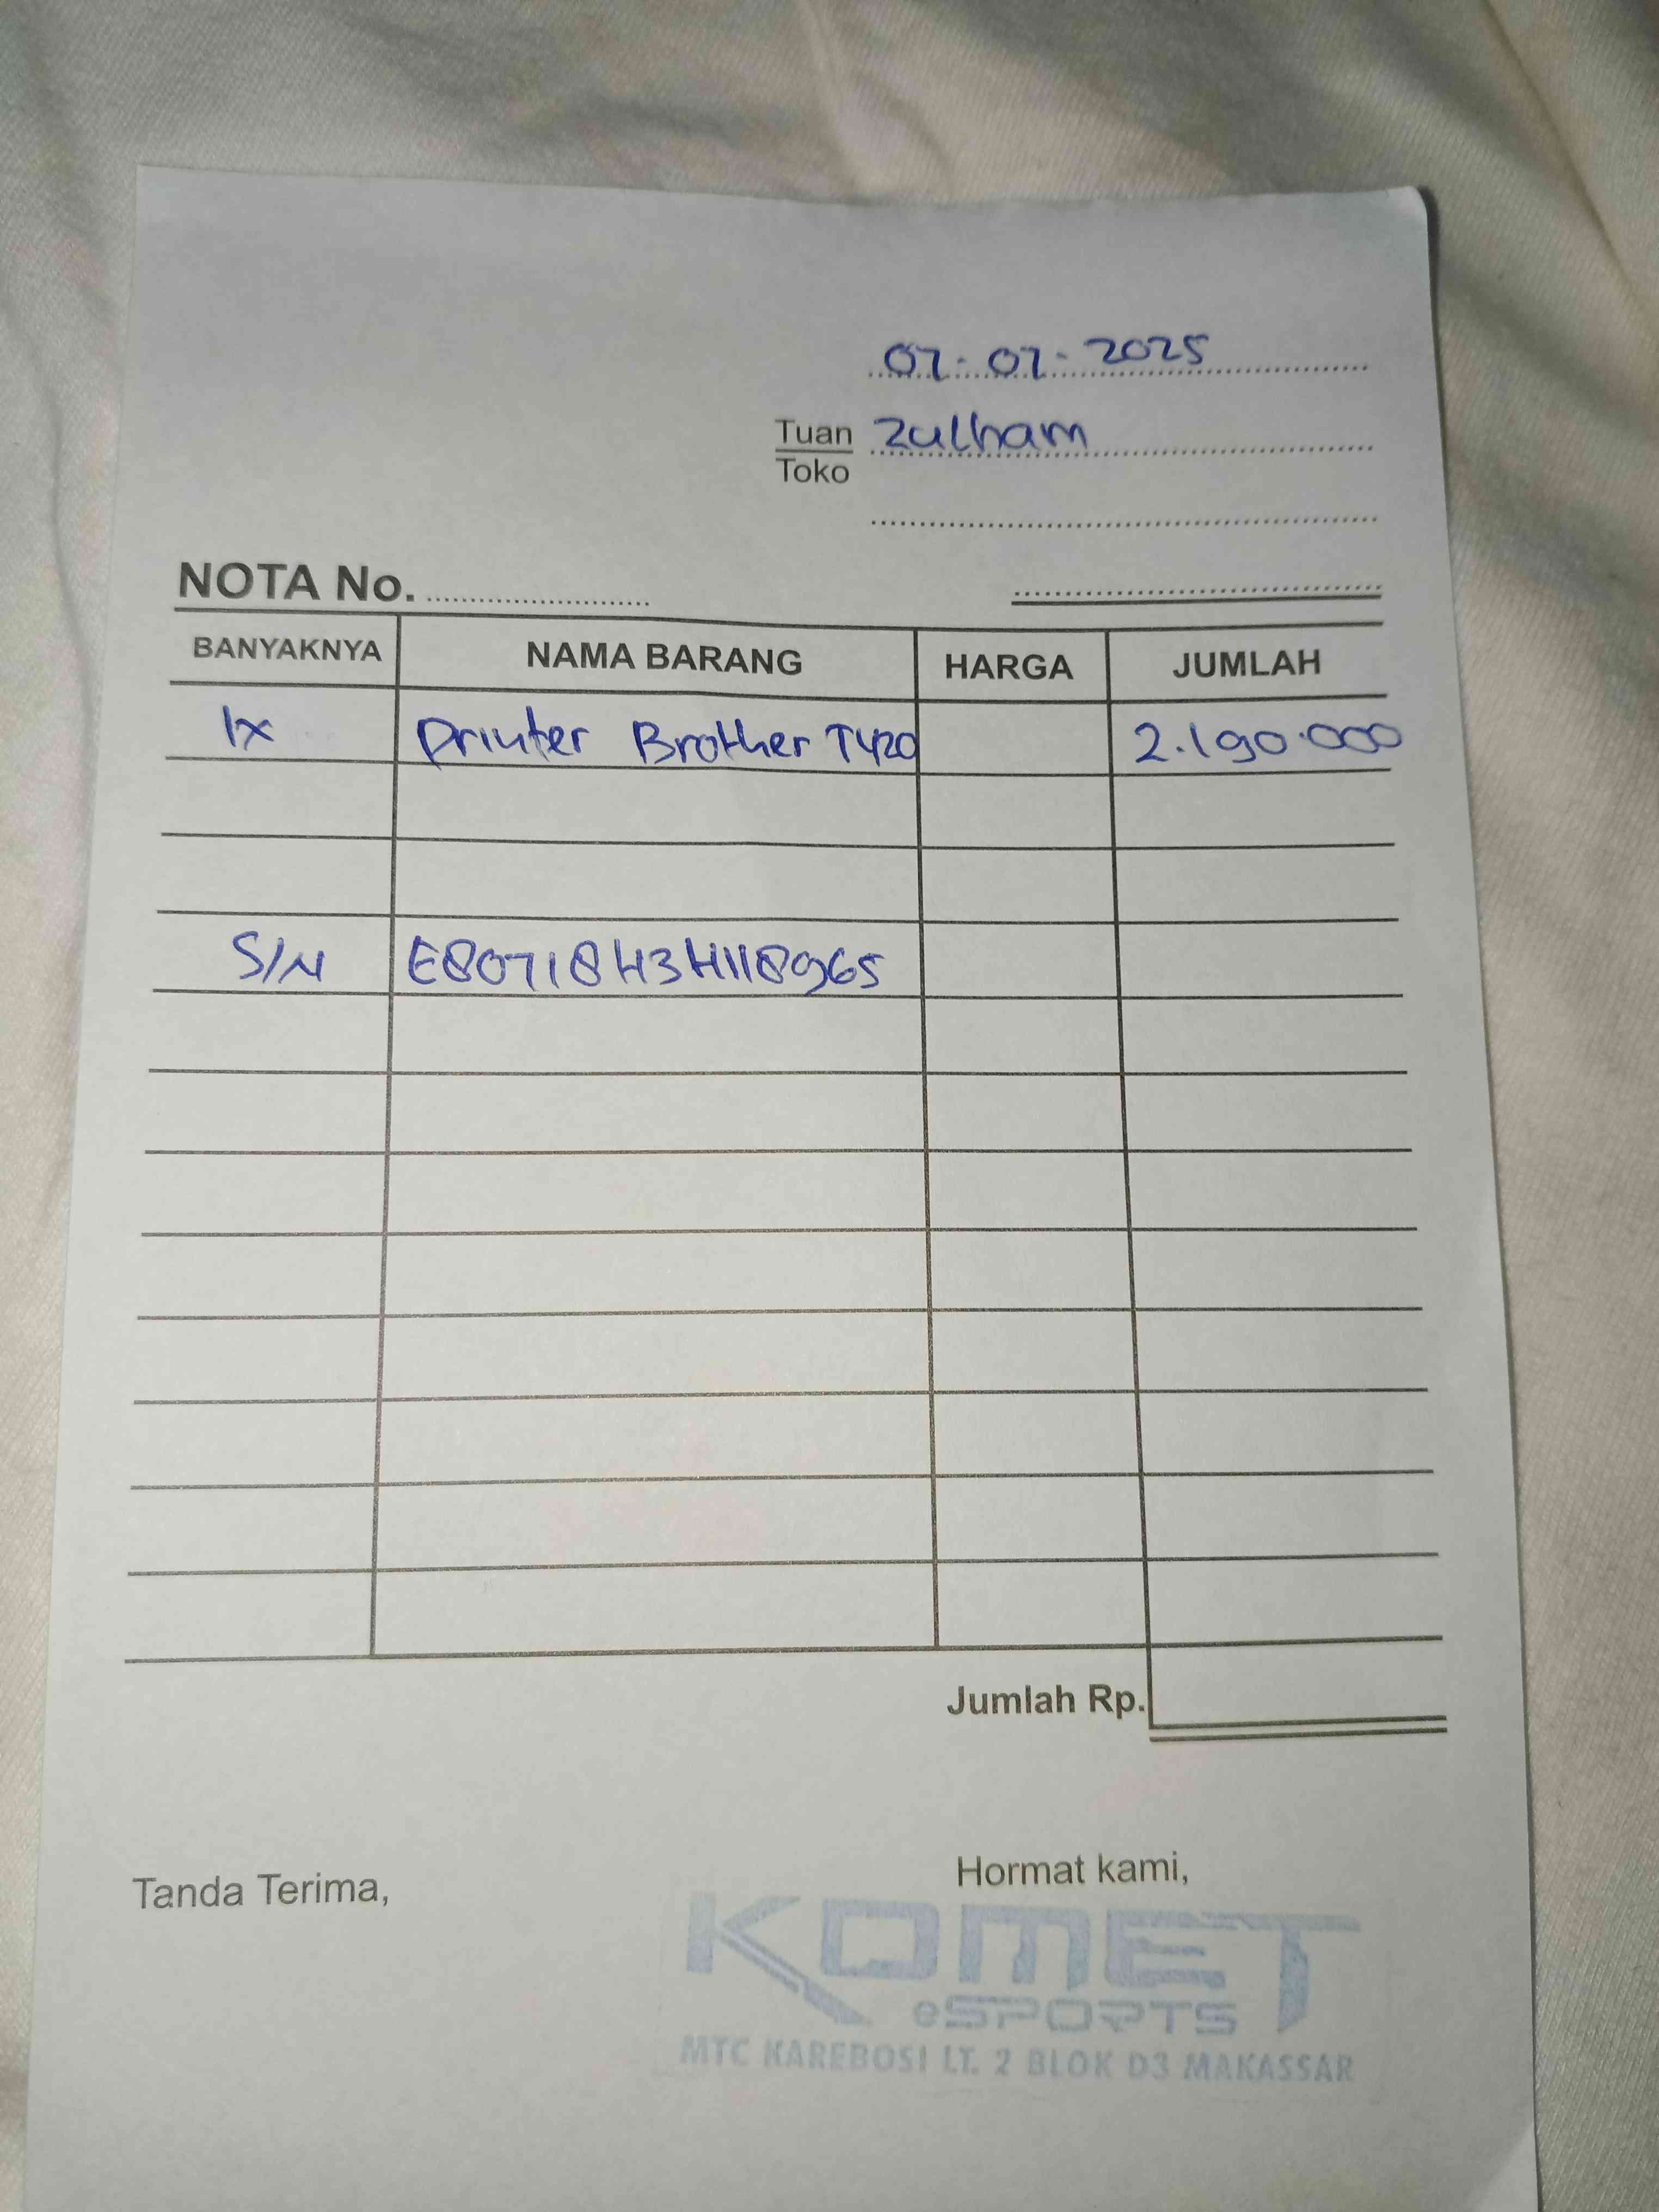 07-07-2025
Tuan Zulham
Toko
NOTA No.
BANYAKNYA NAMA BARANG HARGA JUMLAH
1x Printer Brother T420 2.190.000
S/N E80718H3H118965
Jumlah Rp.
Tanda Terima, Hormat kami,
KOMET
eSPORTS
MTC KAREBOSI LT. 2 BLOK D3 MAKASSAR